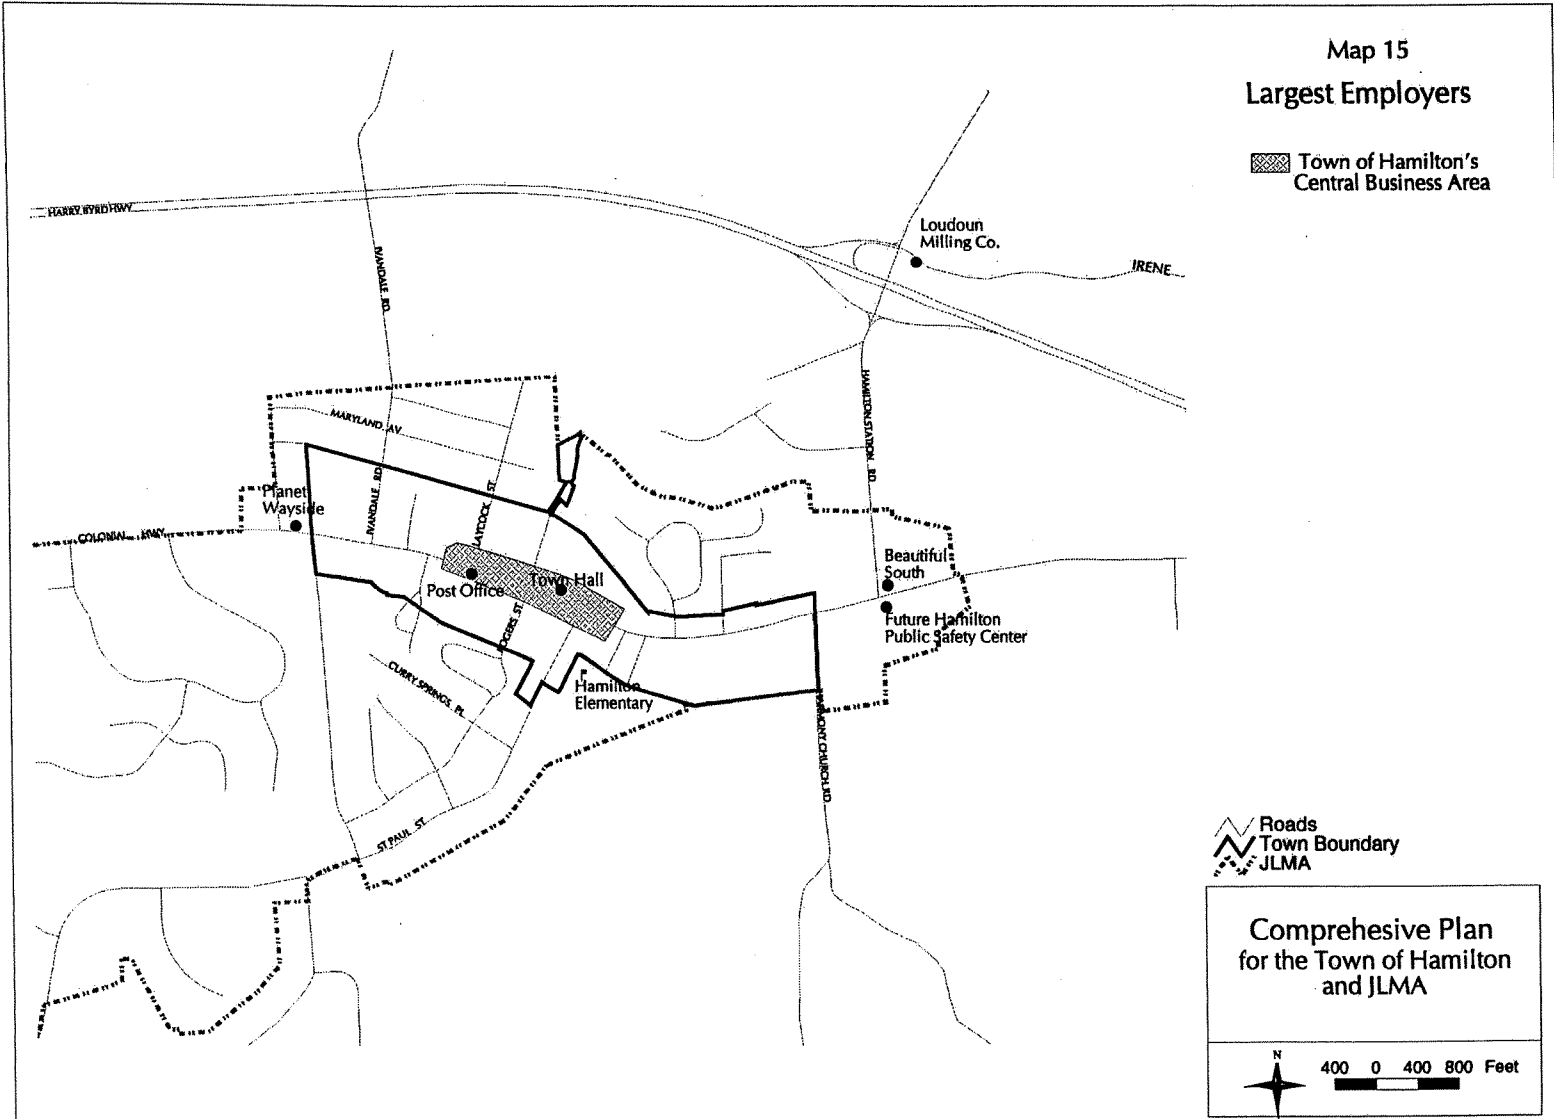 Map 15
Largest Employers
Town of Hamilton's
Central Business Area
HARRY BYRD HWY
IVANDALE RD
Loudoun
Milling Co.
IRENE
HAMILTON STATION RD
MARYLAND AV
IVANDALE RD
LAYCOCK ST
Planet
Wayside
COLONIAL HWY
Post Office
Town Hall
ROGERS ST
Beautiful
South
Future Hamilton
Public Safety Center
CURRY SPRINGS PL
Hamilton
Elementary
HARMONY CHURCH RD
ST PAUL ST
Roads
Town Boundary
JLMA
Comprehesive Plan
for the Town of Hamilton
and JLMA
N
400 0 400 800 Feet